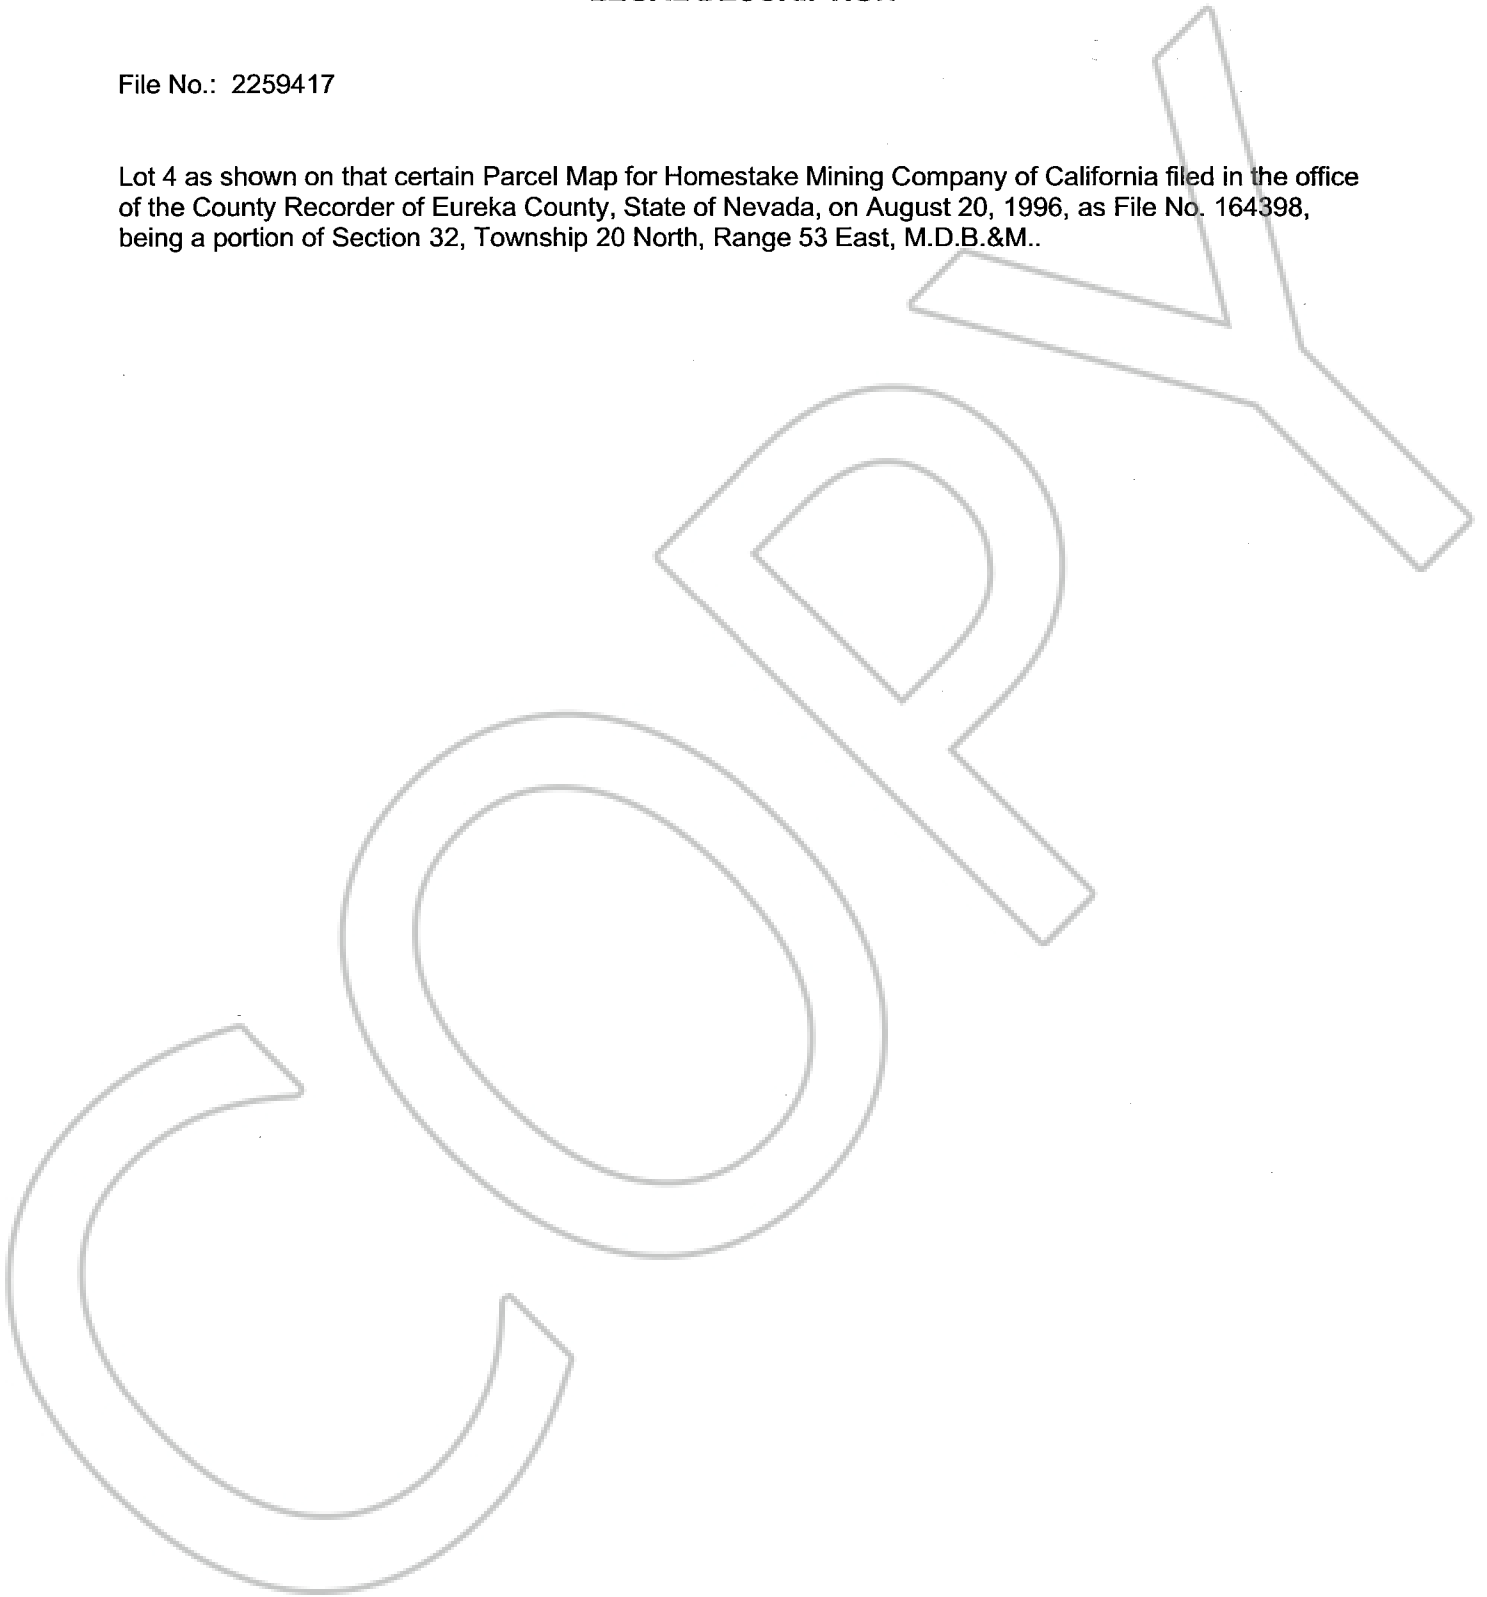 File No.: 2259417
Lot 4 as shown on that certain Parcel Map for Homestake Mining Company of California filed in the office
of the County Recorder of Eureka County, State of Nevada, on August 20, 1996, as File No. 164398,
being a portion of Section 32, Township 20 North, Range 53 East, M.D.B.&M..
COPY